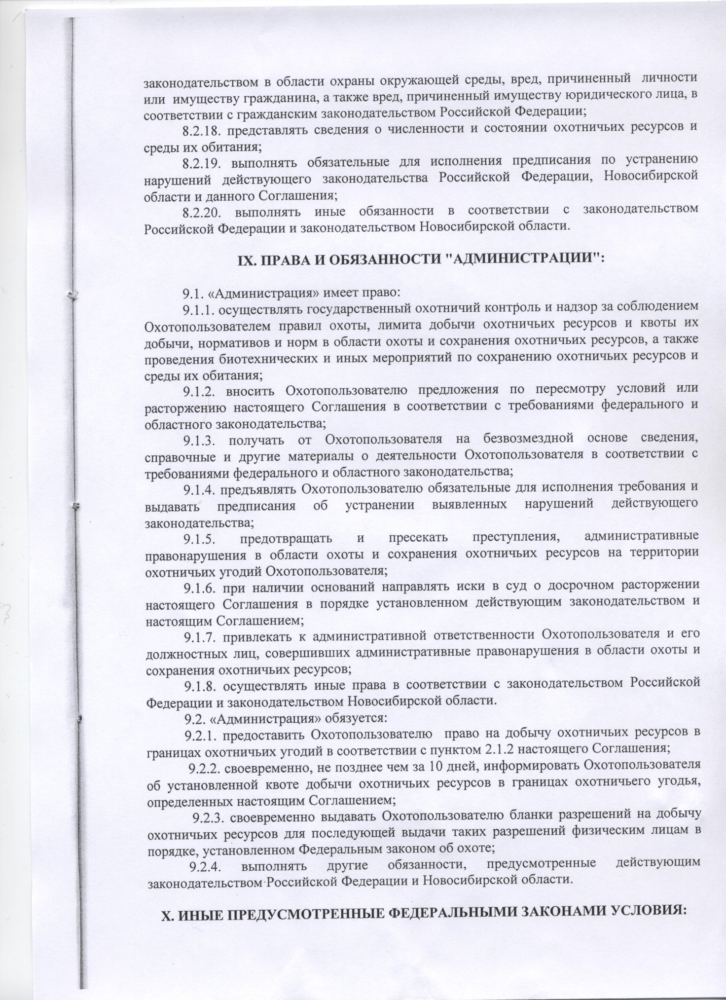 законодательством в области охраны окружающей среды, вред, причиненный личности
или имуществу гражданина, а также вред, причиненный имуществу юридического лица, в
соответствии с гражданским законодательством Российской Федерации;
8.2.18. представлять сведения о численности и состоянии охотничьих ресурсов и
среды их обитания;
8.2.19. выполнять обязательные для исполнения предписания по устранению
нарушений действующего законодательства Российской Федерации, Новосибирской
области и данного Соглашения;
8.2.20. выполнять иные обязанности в соответствии с законодательством
Российской Федерации и законодательством Новосибирской области.
IX. ПРАВА И ОБЯЗАННОСТИ "АДМИНИСТРАЦИИ":
9.1. «Администрация» имеет право:
9.1.1. осуществлять государственный охотничий контроль и надзор за соблюдением
Охотопользователем правил охоты, лимита добычи охотничьих ресурсов и квоты их
добычи, нормативов и норм в области охоты и сохранения охотничьих ресурсов, а также
проведения биотехнических и иных мероприятий по сохранению охотничьих ресурсов и
среды их обитания;
9.1.2. вносить Охотопользователю предложения по пересмотру условий или
расторжению настоящего Соглашения в соответствии с требованиями федерального и
областного законодательства;
9.1.3. получать от Охотопользователя на безвозмездной основе сведения,
справочные и другие материалы о деятельности Охотопользователя в соответствии с
требованиями федерального и областного законодательства;
9.1.4. предъявлять Охотопользователю обязательные для исполнения требования и
выдавать предписания об устранении выявленных нарушений действующего
законодательства;
9.1.5. предотвращать и пресекать преступления, административные
правонарушения в области охоты и сохранения охотничьих ресурсов на территории
охотничьих угодий Охотопользователя;
9.1.6. при наличии оснований направлять иски в суд о досрочном расторжении
настоящего Соглашения в порядке установленном действующим законодательством и
настоящим Соглашением;
9.1.7. привлекать к административной ответственности Охотопользователя и его
должностных лиц, совершивших административные правонарушения в области охоты и
сохранения охотничьих ресурсов;
9.1.8. осуществлять иные права в соответствии с законодательством Российской
Федерации и законодательством Новосибирской области.
9.2. «Администрация» обязуется:
9.2.1. предоставить Охотопользователю право на добычу охотничьих ресурсов в
границах охотничьих угодий в соответствии с пунктом 2.1.2 настоящего Соглашения;
9.2.2. своевременно, не позднее чем за 10 дней, информировать Охотопользователя
об установленной квоте добычи охотничьих ресурсов в границах охотничьего угодья,
определенных настоящим Соглашением;
9.2.3. своевременно выдавать Охотопользователю бланки разрешений на добычу
охотничьих ресурсов для последующей выдачи таких разрешений физическим лицам в
порядке, установленном Федеральным законом об охоте;
9.2.4. выполнять другие обязанности, предусмотренные действующим
законодательством Российской Федерации и Новосибирской области.
X. ИНЫЕ ПРЕДУСМОТРЕННЫЕ ФЕДЕРАЛЬНЫМИ ЗАКОНАМИ УСЛОВИЯ: